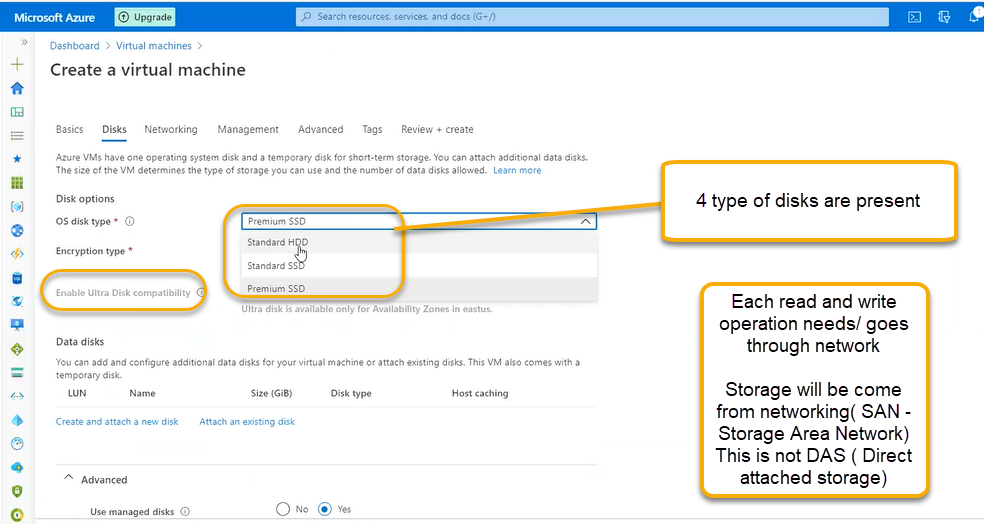 Microsoft Azure
Upgrade
Search resources, services, and docs (G+/)
1
Dashboard > Virtual machines >
Create a virtual machine
Basics Disks Networking Management Advanced Tags Review + create
Azure VMs have one operating system disk and a temporary disk for short-term storage. You can attach additional data disks.
The size of the VM determines the type of storage you can use and the number of data disks allowed. Learn more
Disk options
OS disk type *
Premium SSD
Standard HDD
Standard SSD
Premium SSD
Encryption type *
Enable Ultra Disk compatibility
Ultra disk is available only for Availability Zones in eastus.
Data disks
You can add and configure additional data disks for your virtual machine or attach existing disks. This VM also comes with a
temporary disk.
LUN Name Size (GiB) Disk type Host caching
Create and attach a new disk Attach an existing disk
Advanced
Use managed disks
No Yes
4 type of disks are present
Each read and write
operation needs/ goes
through network
Storage will be come
from networking( SAN -
Storage Area Network)
This is not DAS ( Direct
attached storage)
SQL